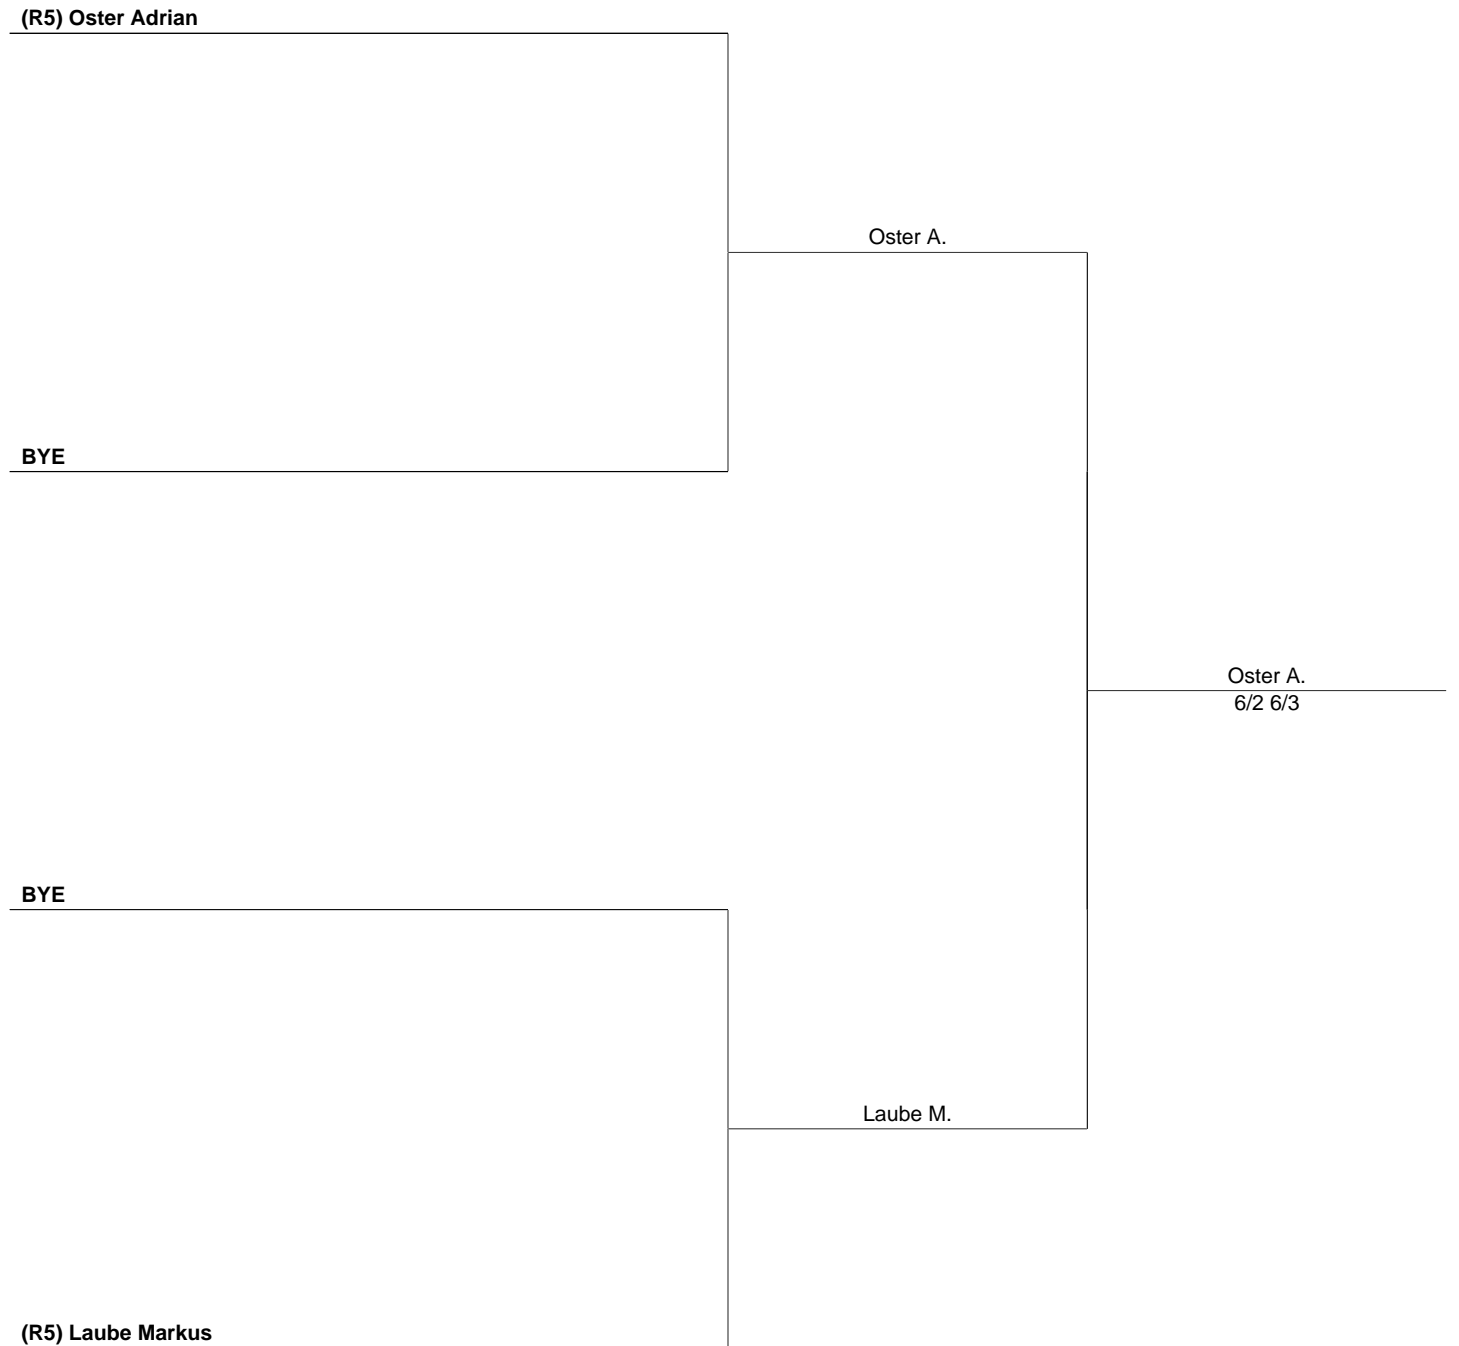 (R5) Oster Adrian
Oster A.
BYE
Oster A.
6/2 6/3
BYE
Laube M.
(R5) Laube Markus